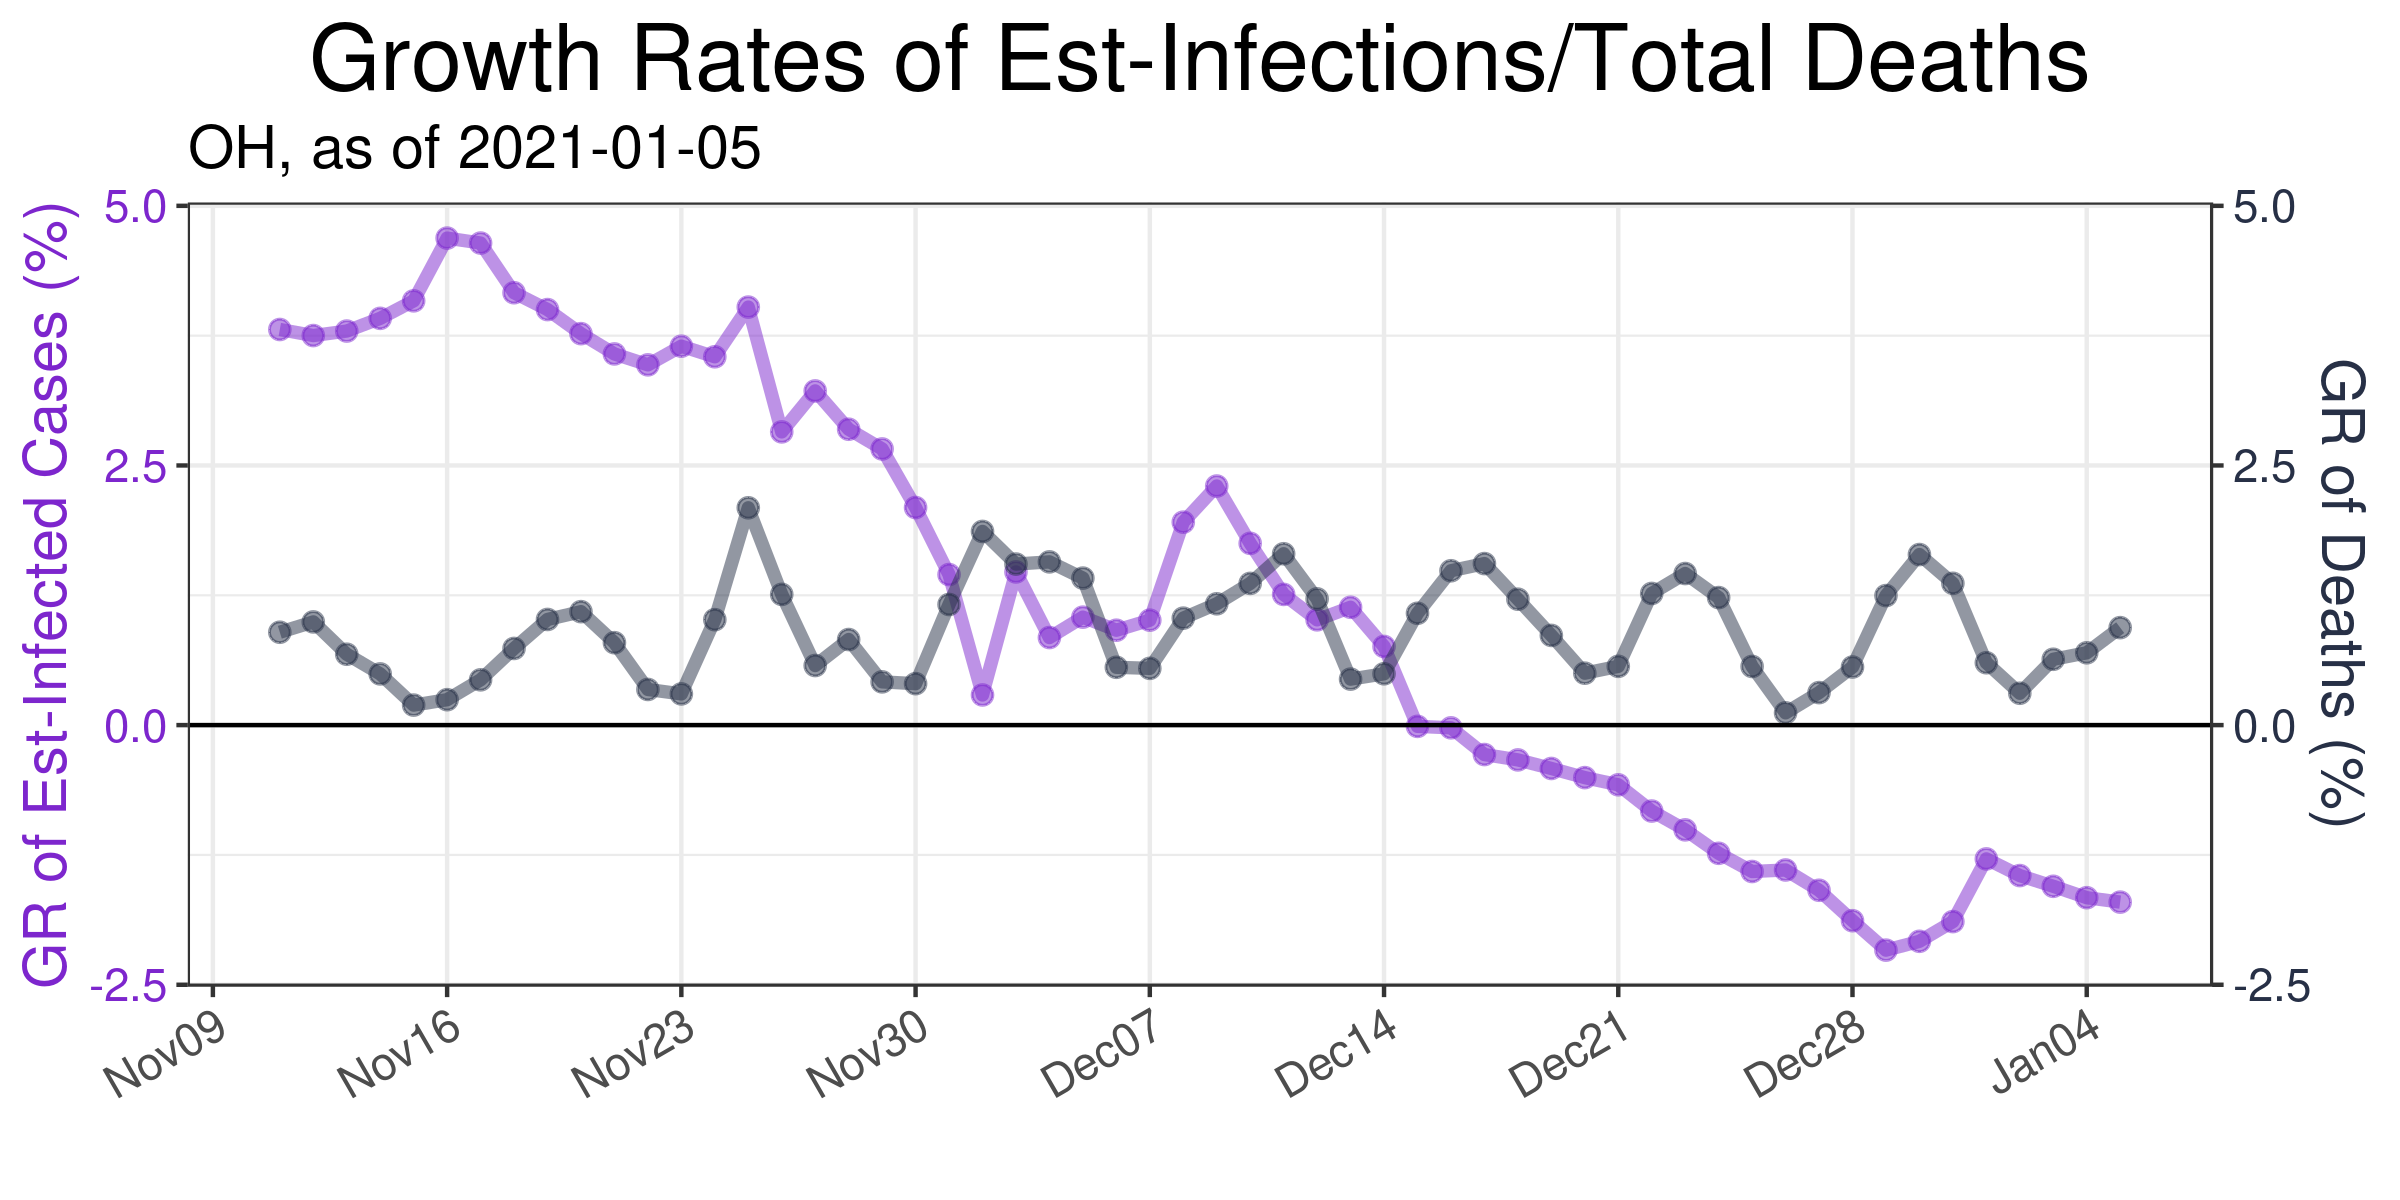 Growth Rates of Est-Infections/Total Deaths
OH, as of 2021-01-05
GR of Est-Infected Cases (%)
5.0
2.5
0.0
-2.5
5.0
2.5
0.0
-2.5
GR of Deaths (%)
Nov09
Nov16
Nov23
Nov30
Dec07
Dec14
Dec21
Dec28
Jan04